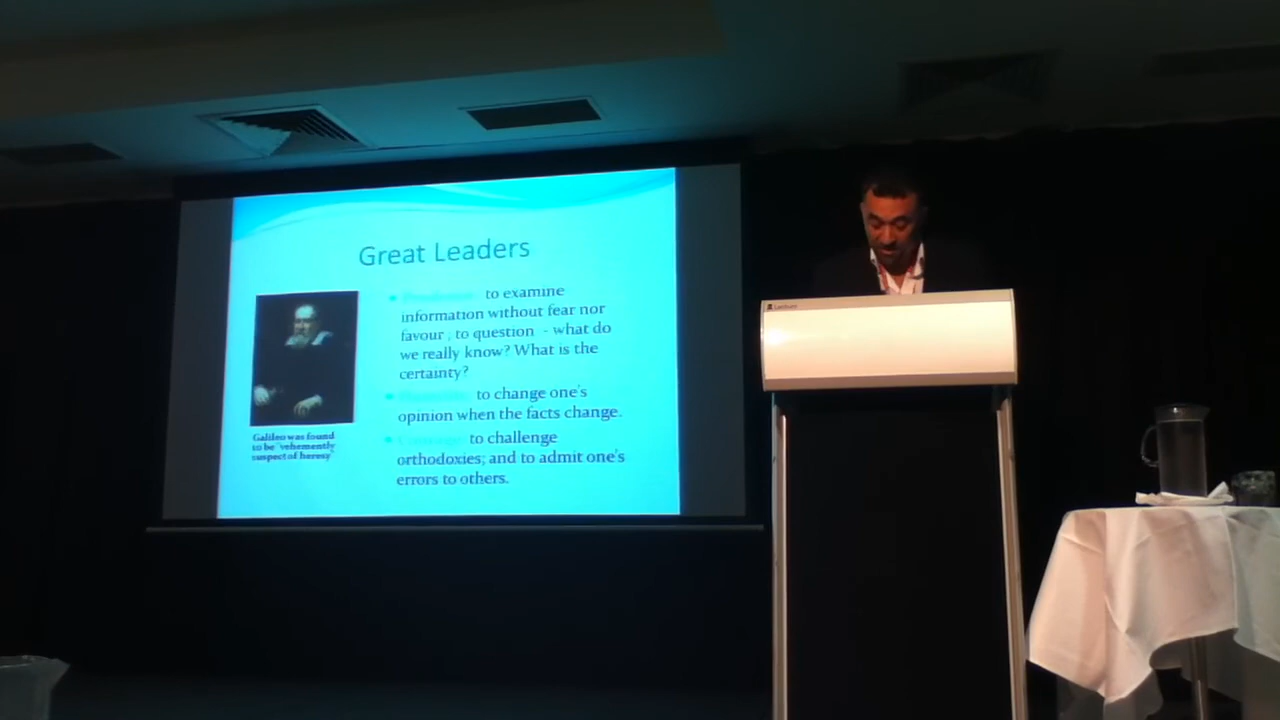 Great Leaders
to examine
information without fear nor
favour ; to question - what do
we really know? What is the
certainty?
to change one's
opinion when the facts change.
to challenge
orthodoxies; and to admit one's
errors to others.
Galileo was found
to be 'vehemently
suspect of heresy'
Lectrum